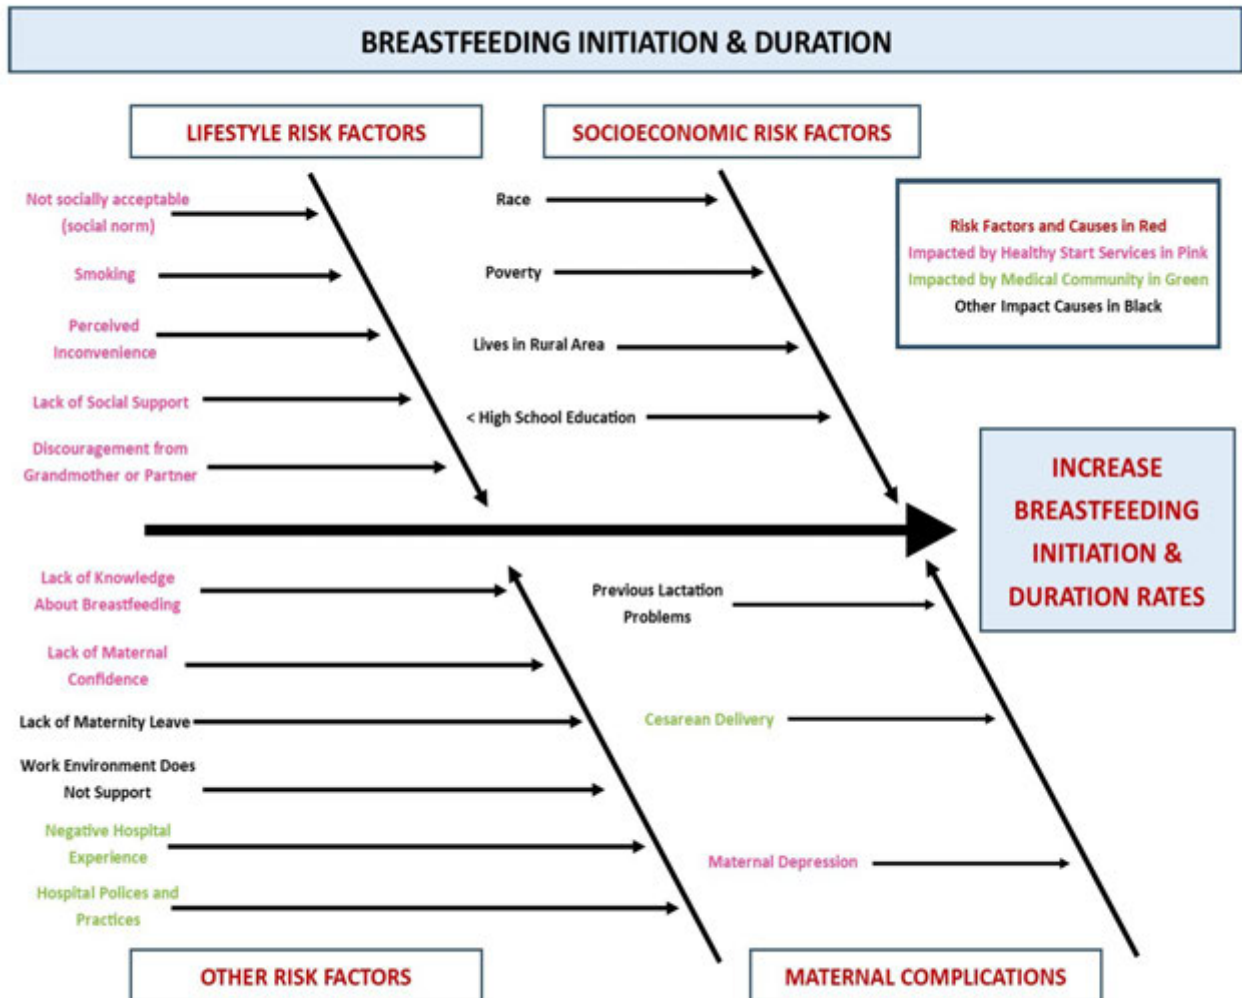 BREASTFEEDING INITIATION & DURATION
LIFESTYLE RISK FACTORS
SOCIOECONOMIC RISK FACTORS
Not socially acceptable
(social norm)
Smoking
Perceived
Inconvenience
Lack of Social Support
Discouragement from
Grandmother or Partner
Race
Poverty
Lives in Rural Area
< High School Education
Risk Factors and Causes in Red
Impacted by Healthy Start Services in Pink
Impacted by Medical Community in Green
Other Impact Causes in Black
INCREASE
BREASTFEEDING
INITIATION &
DURATION RATES
Lack of Knowledge
About Breastfeeding
Lack of Maternal
Confidence
Lack of Maternity Leave
Work Environment Does
Not Support
Negative Hospital
Experience
Hospital Polices and
Practices
Previous Lactation
Problems
Cesarean Delivery
Maternal Depression
OTHER RISK FACTORS
MATERNAL COMPLICATIONS